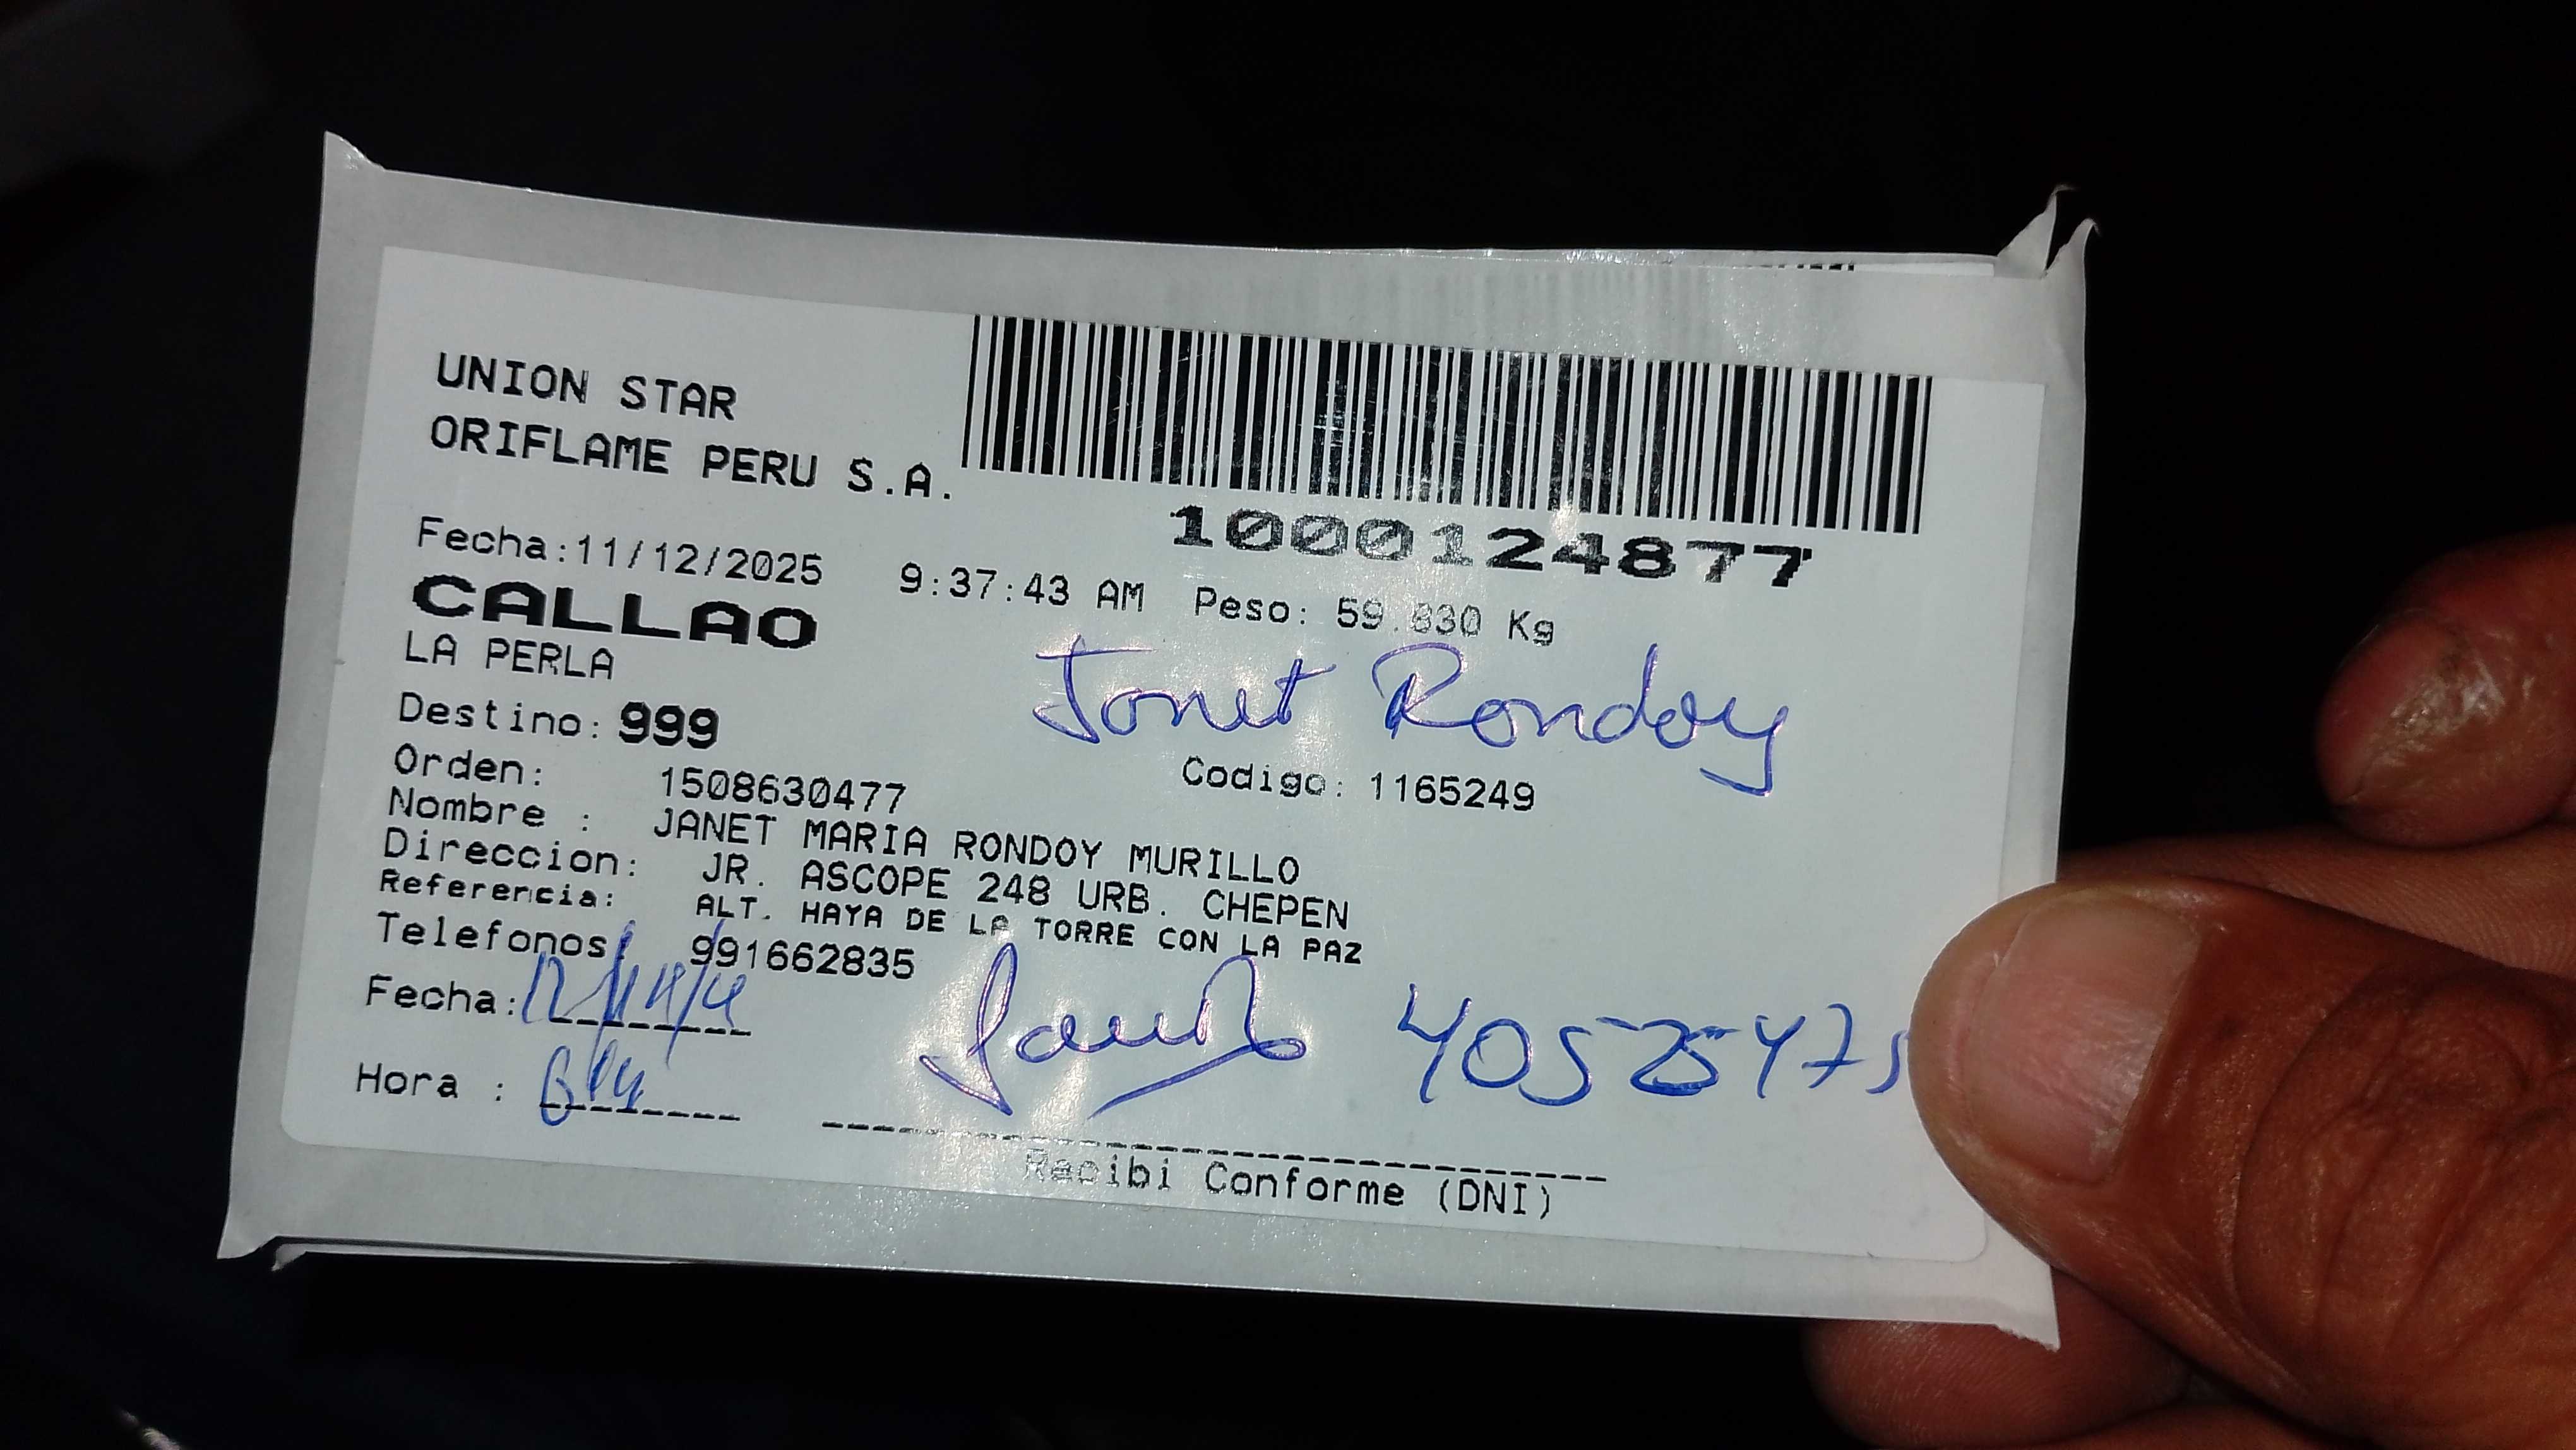 UNION STAR
ORIFLAME PERU S.A.
1000124877
Fecha:11/12/2025 9:37:43 AM Peso: 59.830 Kg
CALLAO
LA PERLA
Janet Rondoy
Destino: 999
Orden: 1508630477 Codigo: 1165249
Nombre : JANET MARIA RONDOY MURILLO
Direccion: JR. ASCOPE 248 URB. CHEPEN
Referencia: ALT. HAYA DE LA TORRE CON LA PAZ
Telefonos: 991662835
Fecha:
Hora :
Recibi Conforme (DNI)